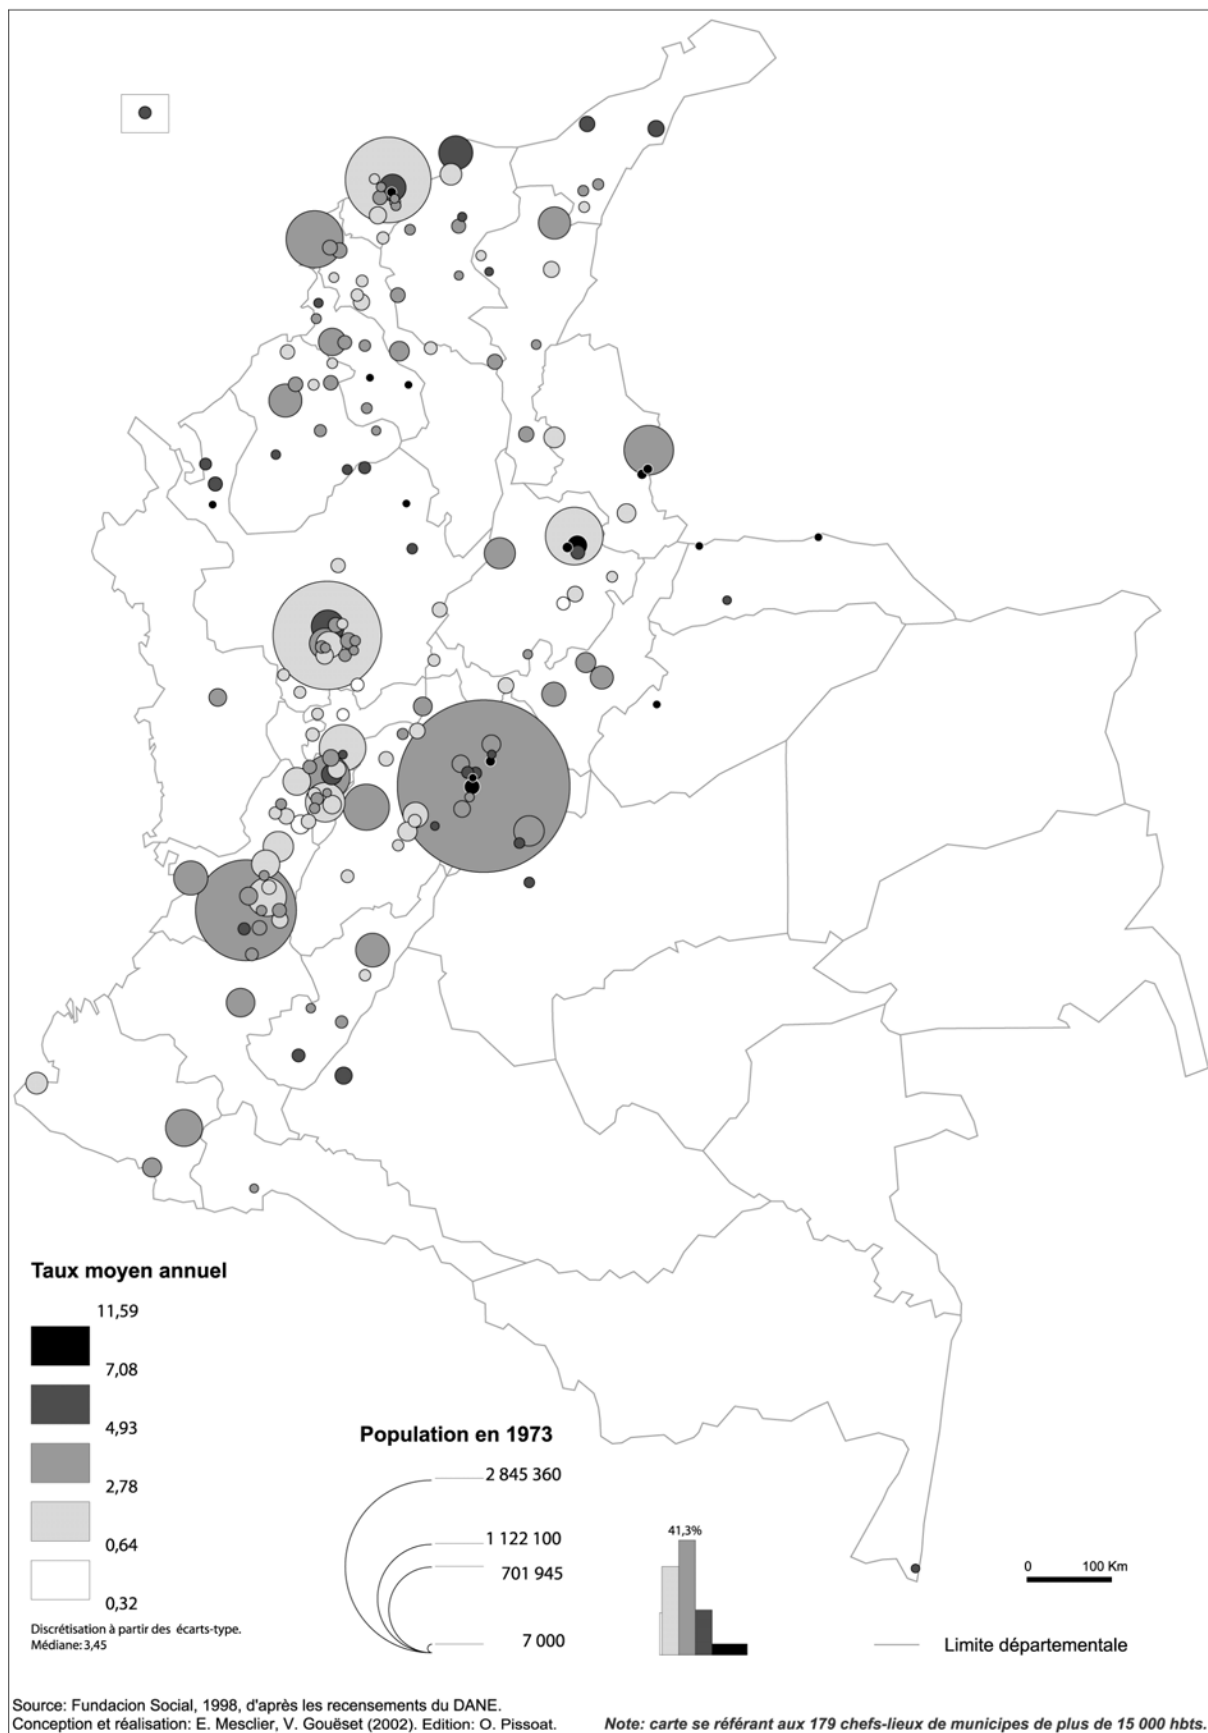 Taux moyen annuel
11,59
7,08
4,93
2,78
0,64
0,32
Discrétisation à partir des écarts-type.
Médiane: 3,45
Population en 1973
2 845 360
1 122 100
701 945
7 000
41,3%
0 100 Km
Limite départementale
Source: Fundacion Social, 1998, d'après les recensements du DANE.
Conception et réalisation: E. Mesclier, V. Gouëset (2002). Edition: O. Pissoat.
Note: carte se référant aux 179 chefs-lieux de municipes de plus de 15 000 hbts.